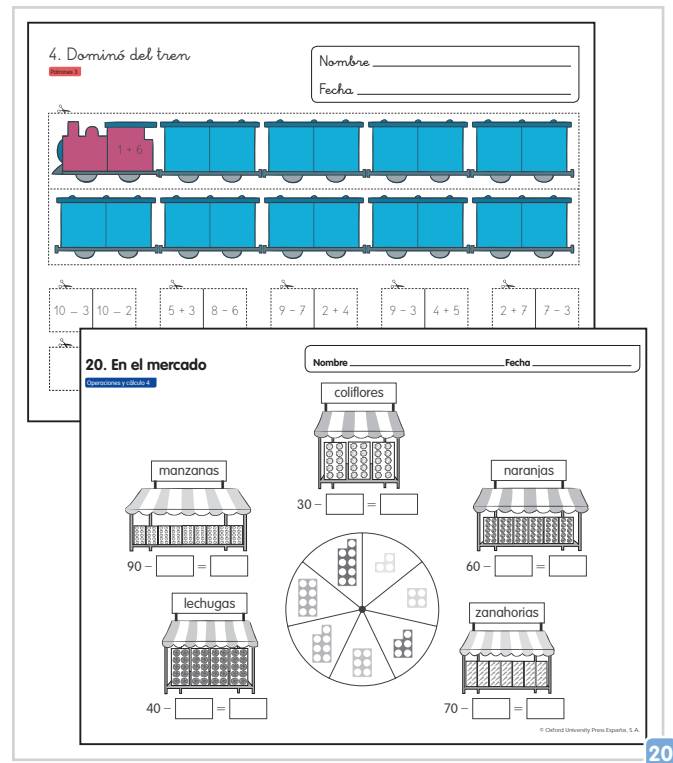 4. Dominó del tren
Patrones 3
Nombre
Fecha
1 + 6
10 – 3 10 – 2
5 + 3 8 – 6
9 – 7 2 + 4
9 – 3 4 + 5
2 + 7 7 – 3
20. En el mercado
Operaciones y cálculo 4
Nombre Fecha
coliflores
30 – =
manzanas
90 – =
naranjas
60 – =
lechugas
40 – =
zanahorias
70 – =
© Oxford University Press España, S. A.
20